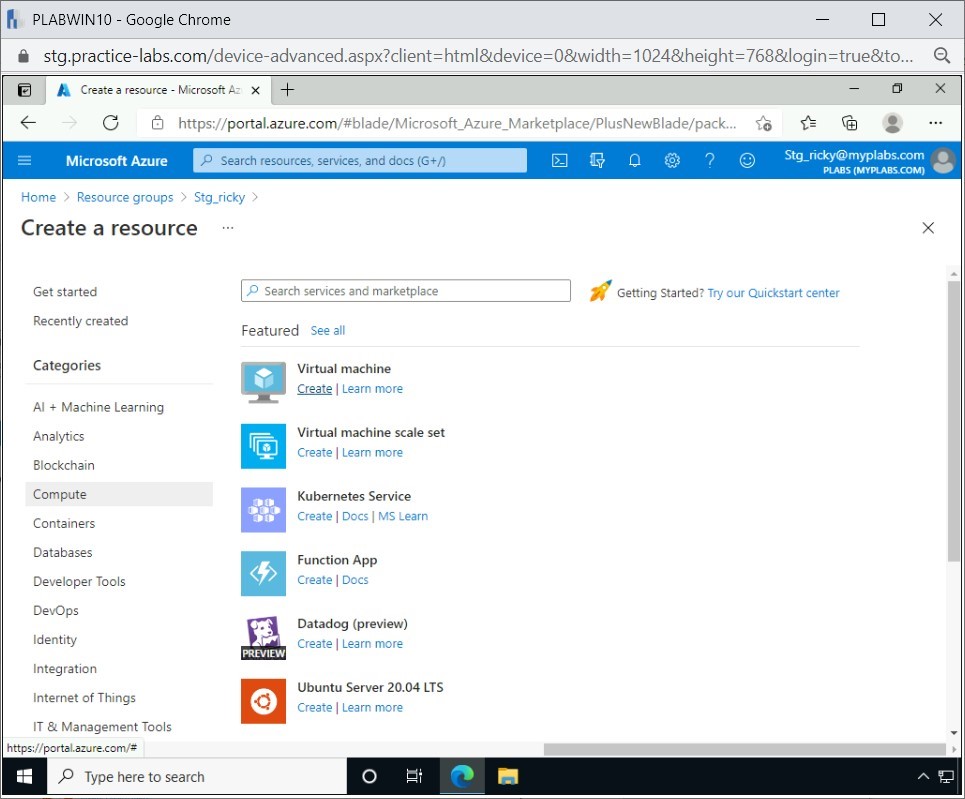 PLABWIN10 - Google Chrome
stg.practice-labs.com/device-advanced.aspx?client=html&device=0&width=1024&height=768&login=true&to...
Create a resource - Microsoft Az
https://portal.azure.com/#blade/Microsoft_Azure_Marketplace/PlusNewBlade/pack...
Microsoft Azure
Search resources, services, and docs (G+/)
Stg_ricky@myplabs.com
PLABS (MYPLABS.COM)
Home > Resource groups > Stg_ricky >
Create a resource ...
Get started
Recently created
Categories
AI + Machine Learning
Analytics
Blockchain
Compute
Containers
Databases
Developer Tools
DevOps
Identity
Integration
Internet of Things
IT & Management Tools
Search services and marketplace
Getting Started? Try our Quickstart center
Featured See all
Virtual machine
Create | Learn more
Virtual machine scale set
Create | Learn more
Kubernetes Service
Create | Docs | MS Learn
Function App
Create | Docs
PREVIEW
Datadog (preview)
Create | Learn more
Ubuntu Server 20.04 LTS
Create | Learn more
https://portal.azure.com/#
Type here to search